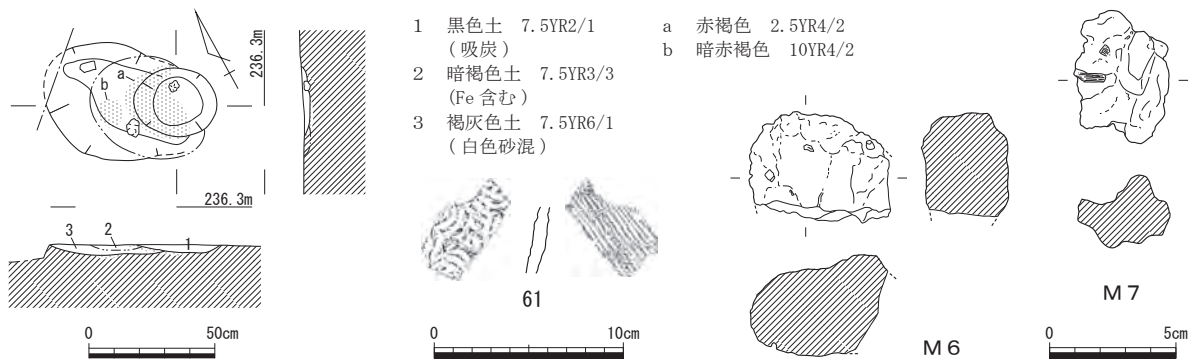 236.3m
a
b
236.3m
3
2
1
0 50cm
1 黒色土 7.5YR2/1
(吸炭)
2 暗褐色土 7.5YR3/3
(Fe 含む)
3 褐灰色土 7.5YR6/1
(白色砂混)
a 赤褐色 2.5YR4/2
b 暗赤褐色 10YR4/2
61
0 10cm
M6
M7
0 5cm